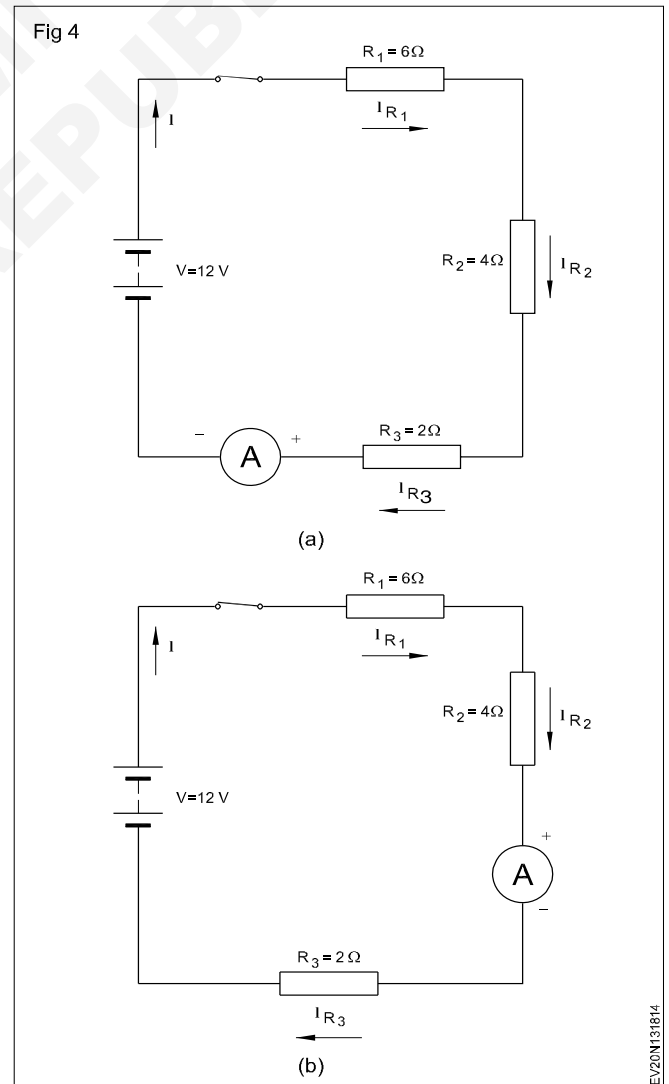 Fig 4
R1 = 6Ω
I
IR1
V=12 V
R2 = 4Ω
IR2
R3 = 2Ω
- A +
IR3
(a)
R1 = 6Ω
I
IR1
R2 = 4Ω
IR2
V=12 V
+
A
-
R3 = 2Ω
IR3
(b)
EV20N131814